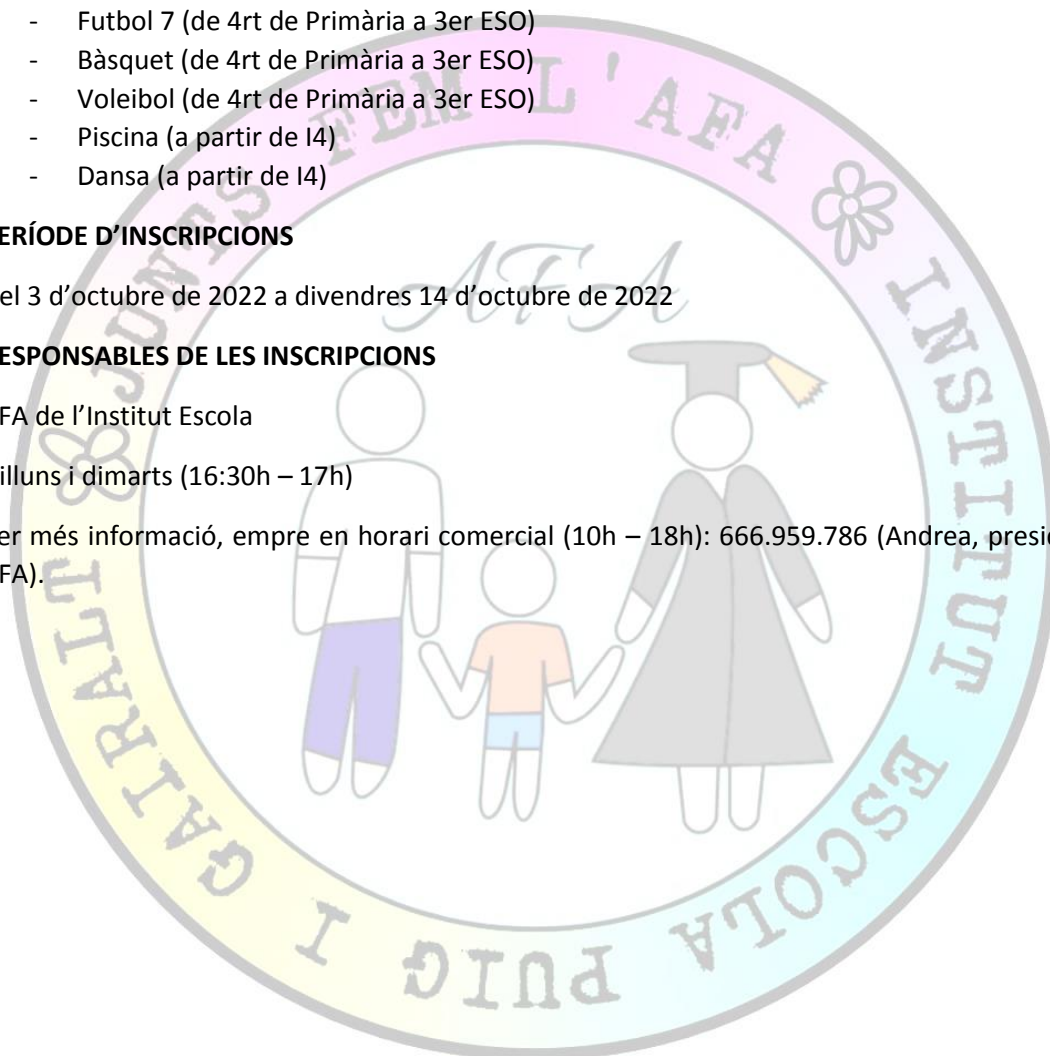 - Futbol 7 (de 4rt de Primària a 3er ESO)
- Bàsquet (de 4rt de Primària a 3er ESO)
- Voleibol (de 4rt de Primària a 3er ESO)
- Piscina (a partir de I4)
- Dansa (a partir de I4)
ERÍODE D’INSCRIPCIONS
el 3 d’octubre de 2022 a divendres 14 d’octubre de 2022
ESPONSABLES DE LES INSCRIPCIONS
FA de l’Institut Escola
illuns i dimarts (16:30h – 17h)
er més informació, empre en horari comercial (10h – 18h): 666.959.786 (Andrea, presi
FA).
JUNTS FEM L'AFA
INSTITUT ESCOLA PUIG I GAIRALT
AFA